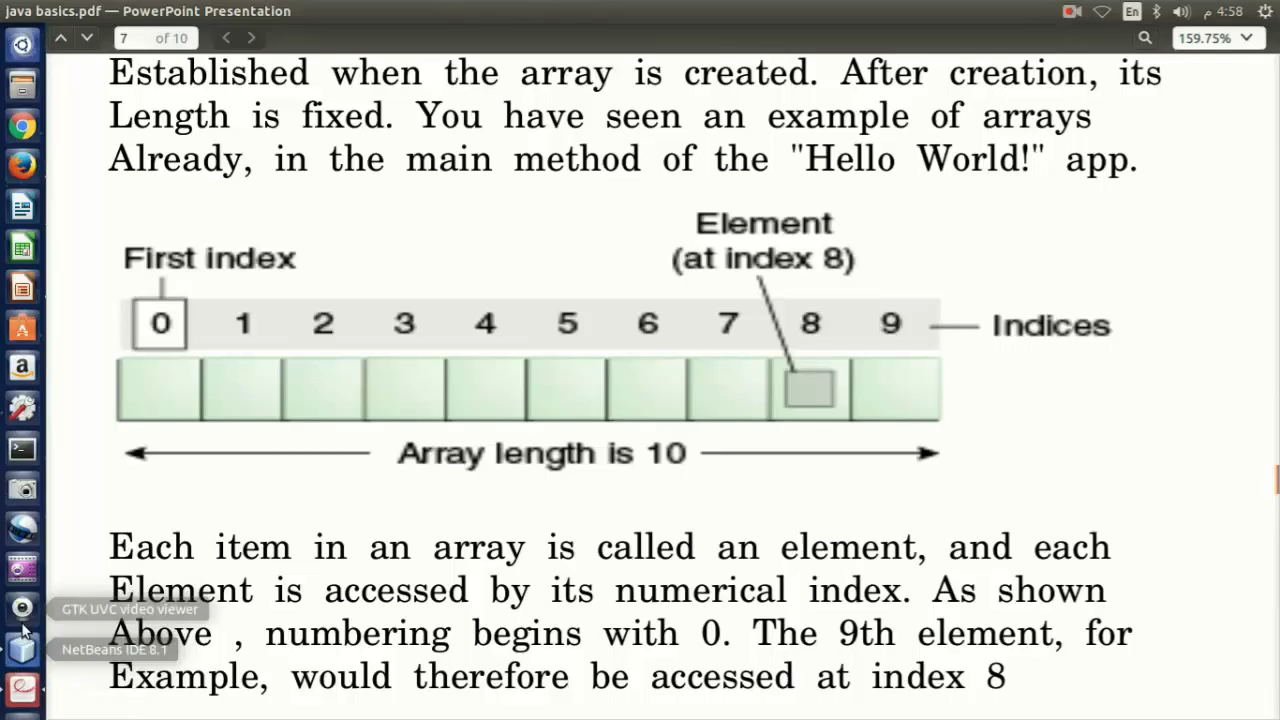 java basics.pdf — PowerPoint Presentation
En
4:58 م
7 of 10
159.75%
Established when the array is created. After creation, its
Length is fixed. You have seen an example of arrays
Already, in the main method of the "Hello World!" app.
Element
First index
(at index 8)
0 1 2 3 4 5 6 7 8 9 Indices
Array length is 10
Each item in an array is called an element, and each
Element is accessed by its numerical index. As shown
GTK UVC video viewer
Above , numbering begins with 0. The 9th element, for
NetBeans IDE 8.1
Example, would therefore be accessed at index 8